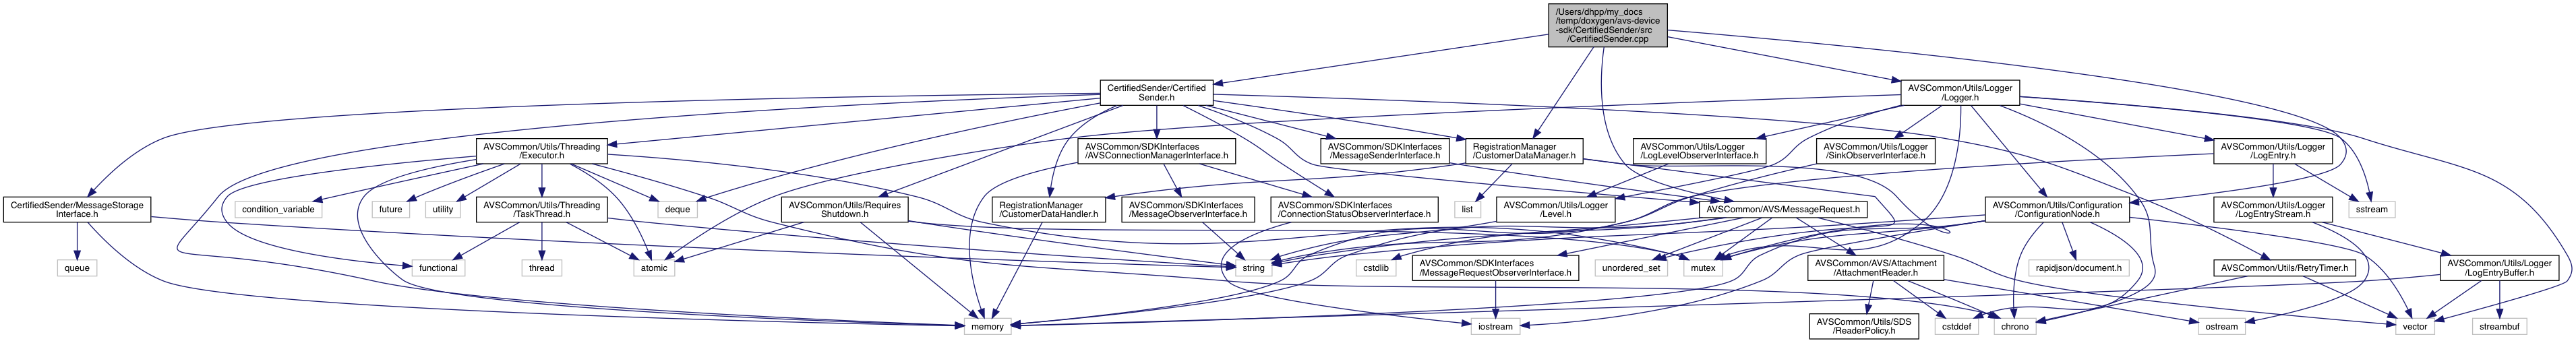 /Users/dhpp/my_docs
/temp/doxygen/avs-device
-sdk/CertifiedSender/src
/CertifiedSender.cpp
CertifiedSender/Certified
Sender.h
AVSCommon/Utils/Logger
/Logger.h
AVSCommon/Utils/Threading
/Executor.h
AVSCommon/SDKInterfaces
/AVSConnectionManagerInterface.h
AVSCommon/SDKInterfaces
/MessageSenderInterface.h
RegistrationManager
/CustomerDataManager.h
AVSCommon/Utils/Logger
/LogLevelObserverInterface.h
AVSCommon/Utils/Logger
/SinkObserverInterface.h
AVSCommon/Utils/Logger
/LogEntry.h
CertifiedSender/MessageStorage
Interface.h
condition_variable
future
utility
AVSCommon/Utils/Threading
/TaskThread.h
deque
AVSCommon/Utils/Requires
Shutdown.h
RegistrationManager
/CustomerDataHandler.h
AVSCommon/SDKInterfaces
/MessageObserverInterface.h
AVSCommon/SDKInterfaces
/ConnectionStatusObserverInterface.h
list
AVSCommon/Utils/Logger
/Level.h
AVSCommon/AVS/MessageRequest.h
AVSCommon/Utils/Configuration
/ConfigurationNode.h
AVSCommon/Utils/Logger
/LogEntryStream.h
sstream
queue
functional
thread
atomic
string
cstdlib
AVSCommon/SDKInterfaces
/MessageRequestObserverInterface.h
unordered_set
mutex
AVSCommon/AVS/Attachment
/AttachmentReader.h
rapidjson/document.h
AVSCommon/Utils/RetryTimer.h
AVSCommon/Utils/Logger
/LogEntryBuffer.h
memory
iostream
AVSCommon/Utils/SDS
/ReaderPolicy.h
cstddef
chrono
ostream
vector
streambuf